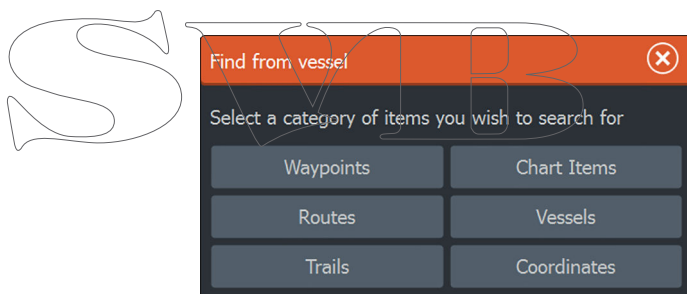 SVB
Find from vessel
Select a category of items you wish to search for
Waypoints
Chart Items
Routes
Vessels
Trails
Coordinates